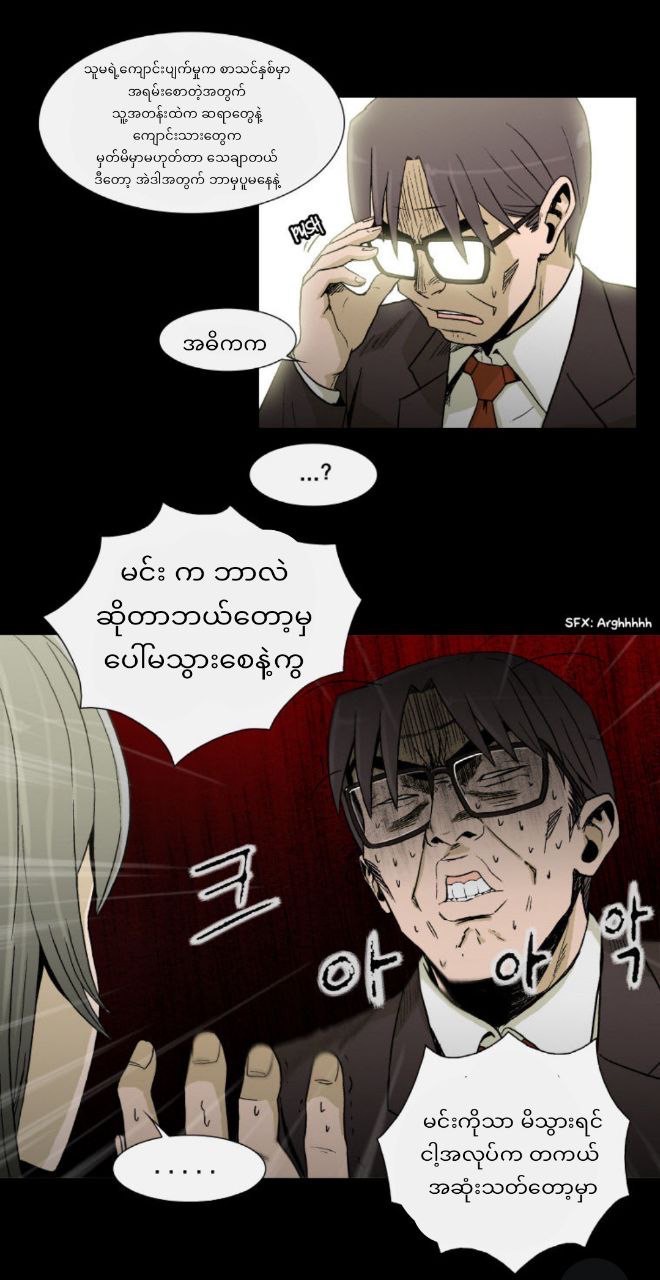 သူမရဲ့ကျောင်းပျက်မှုက စာသင်နှစ်မှာ
အရမ်းစောတဲ့အတွက်
သူ့အတန်းထဲက ဆရာတွေနဲ့
ကျောင်းသားတွေက
မှတ်မိမှာမဟုတ်တာ သေချာတယ်
ဒီတော့ အဲဒါအတွက် ဘာမှပူမနေနဲ့
PUSH
အဓိကက
...?
မင်း က ဘာလဲ
ဆိုတာဘယ်တော့မှ
ပေါ်မသွားစေနဲ့ကွ
SFX: Arghhhhh
크
아
아
악
မင်းကိုသာ မိသွားရင်
ငါ့အလုပ်က တကယ်
အဆုံးသတ်တော့မှာ
.....